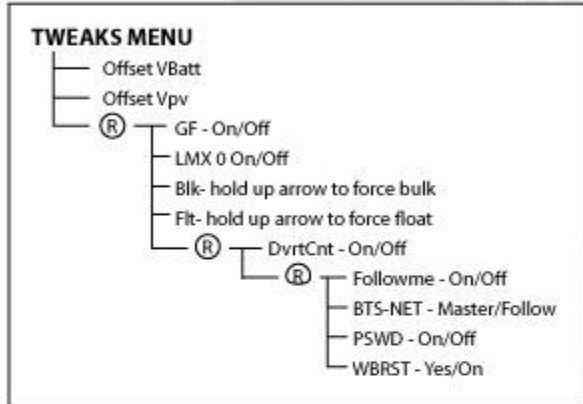 TWEAKS MENU
Offset VBatt
Offset Vpv
R GF - On/Off
LMX 0 On/Off
Blk- hold up arrow to force bulk
Flt- hold up arrow to force float
R DvrtCnt - On/Off
R Followme - On/Off
BTS-NET - Master/Follow
PSWD - On/Off
WBRST - Yes/On